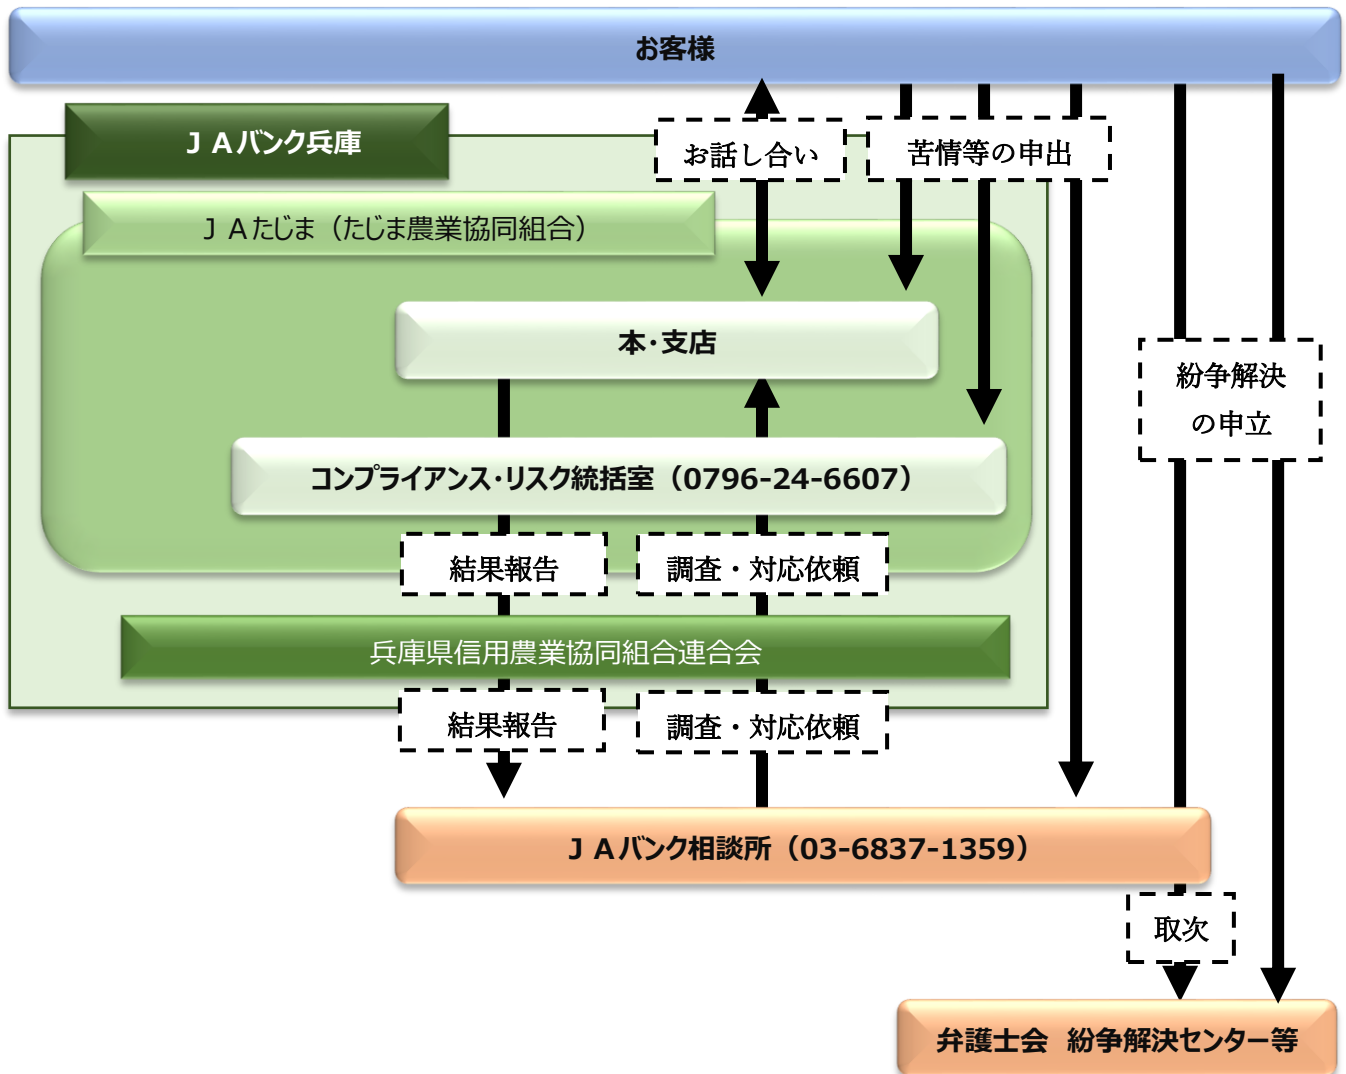 お客様
ＪＡバンク兵庫
お話し合い
苦情等の申出
ＪＡたじま（たじま農業協同組合）
本・支店
紛争解決
の申立
コンプライアンス・リスク統括室（0796-24-6607）
結果報告
調査・対応依頼
兵庫県信用農業協同組合連合会
結果報告
調査・対応依頼
ＪＡバンク相談所（03-6837-1359）
取次
弁護士会　紛争解決センター等